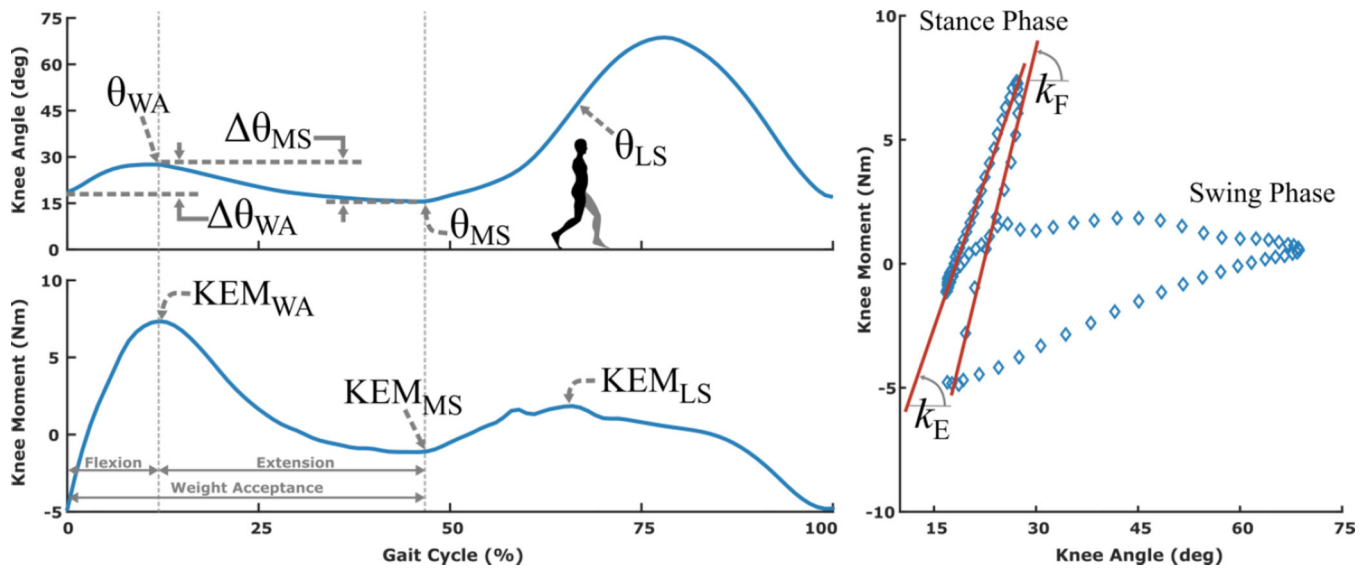 75
60
45
30
15
0
Knee Angle (deg)
θWA
ΔθMS
ΔθWA
θMS
θLS
10
5
0
-5
Knee Moment (Nm)
KEMWA
KEMMS
KEMLS
Flexion
Extension
Weight Acceptance
0
25
50
75
100
Gait Cycle (%)
Stance Phase
kF
Swing Phase
kE
10
5
0
-5
-10
Knee Moment (Nm)
15
30
45
60
75
Knee Angle (deg)